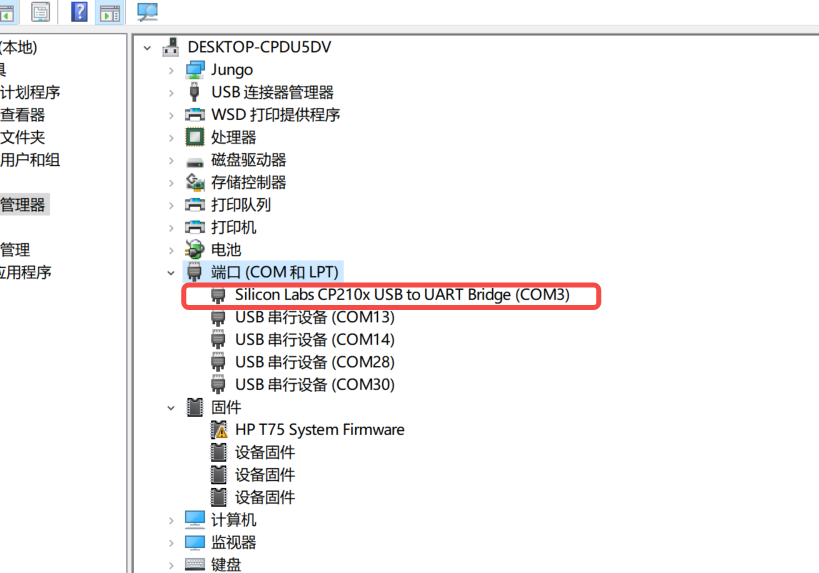 (本地)
DESKTOP-CPDU5DV
具
Jungo
计划程序
USB 连接器管理器
查看器
WSD 打印提供程序
文件夹
处理器
用户和组
磁盘驱动器
存储控制器
管理器
打印队列
打印机
管理
电池
应用程序
端口 (COM 和 LPT)
Silicon Labs CP210x USB to UART Bridge (COM3)
USB 串行设备 (COM13)
USB 串行设备 (COM14)
USB 串行设备 (COM28)
USB 串行设备 (COM30)
固件
HP T75 System Firmware
设备固件
设备固件
设备固件
计算机
监视器
键盘